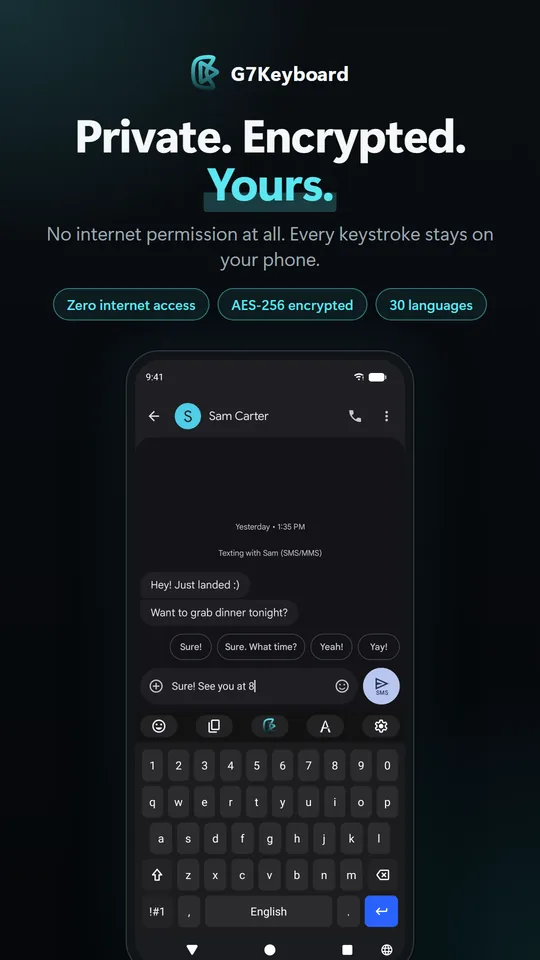 G7Keyboard
Private. Encrypted.
Yours.
No internet permission at all. Every keystroke stays on
your phone.
Zero internet access AES-256 encrypted 30 languages
9:41
S Sam Carter
Yesterday • 1:35 PM
Texting with Sam (SMS/MMS)
Hey! Just landed :)
Want to grab dinner tonight?
Sure! Sure. What time? Yeah! Yay!
Sure! See you at 8
SMS
A
1 2 3 4 5 6 7 8 9 0
q w e r t y u i o p
a s d f g h j k l
z x c v b n m
!#1 , English .